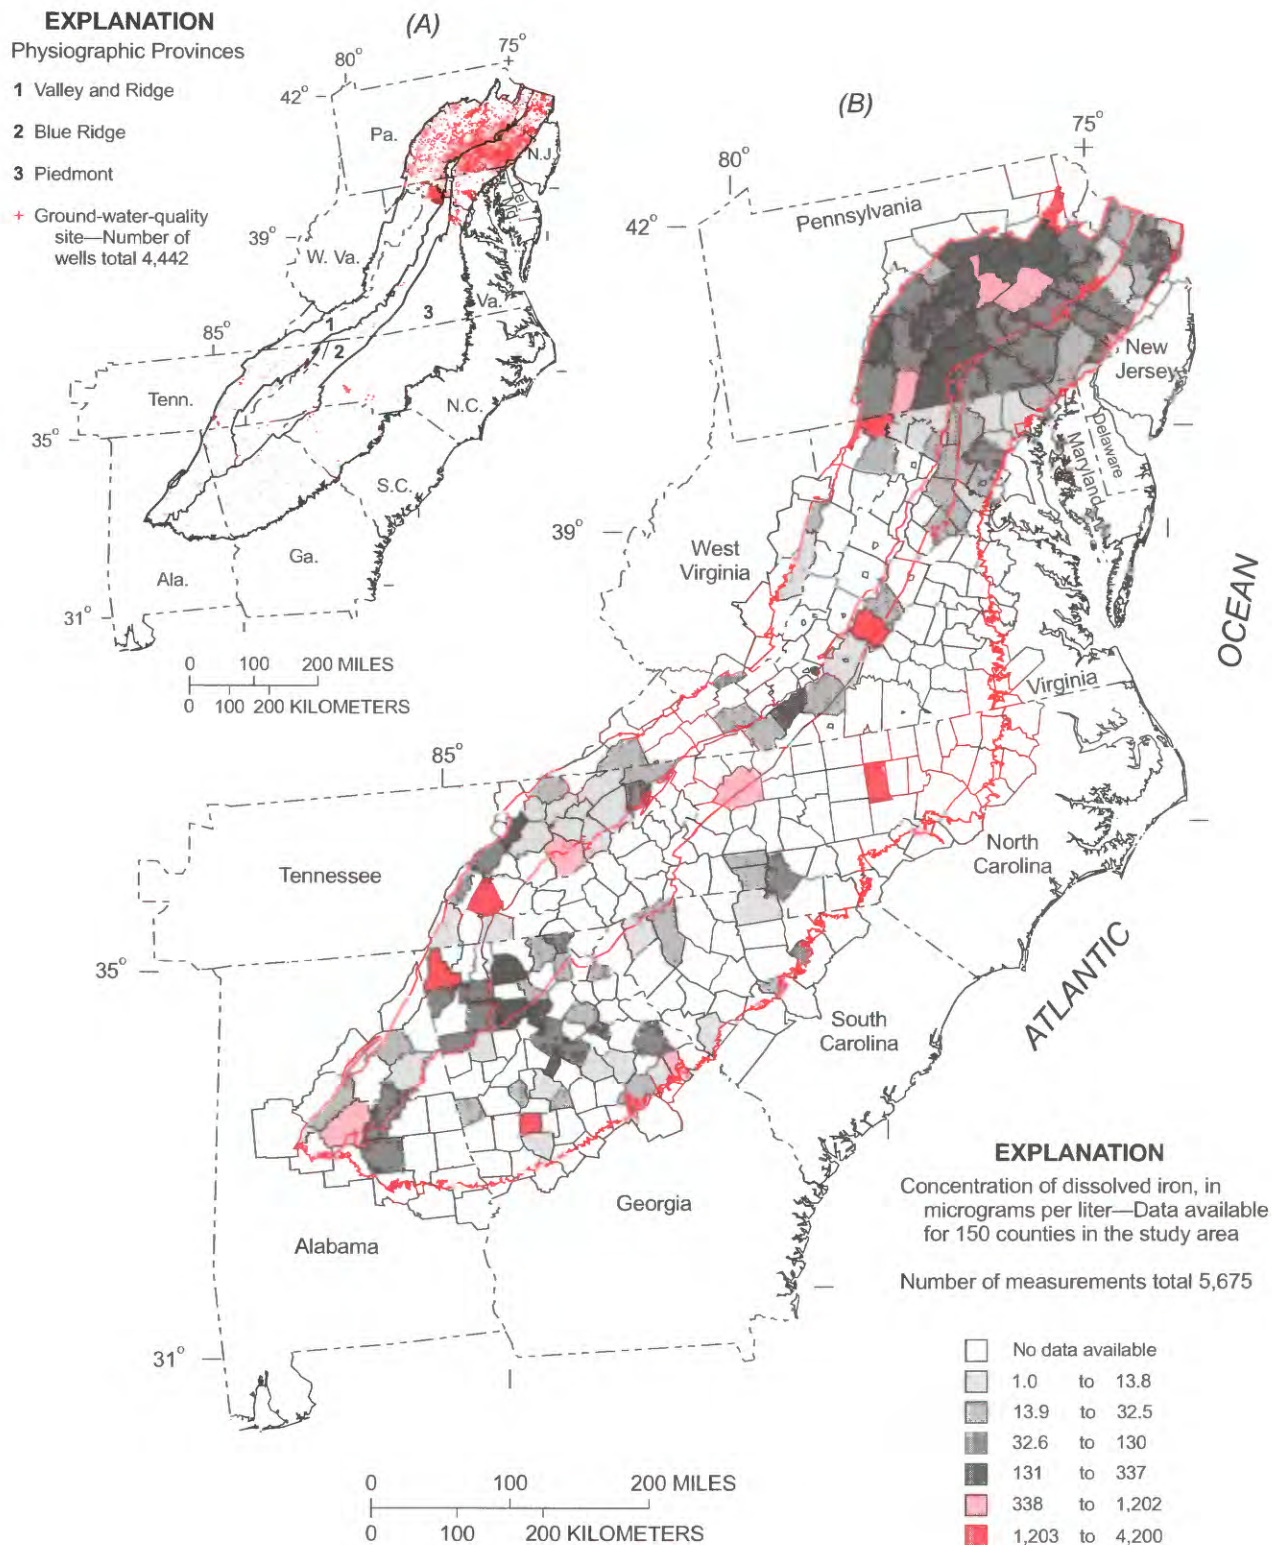 EXPLANATION
Physiographic Provinces
1 Valley and Ridge
2 Blue Ridge
3 Piedmont
+ Ground-water-quality
site—Number of
wells total 4,442
(A)
80°
75°
42°
Pa.
N.J.
Del.
Md.
39°
W. Va.
Va.
85°
1
2
3
Tenn.
N.C.
35°
S.C.
Ga.
Ala.
31°
0 100 200 MILES
0 100 200 KILOMETERS
(B)
80°
75°
42°
Pennsylvania
New
Jersey
Delaware
Maryland
39°
West
Virginia
OCEAN
Virginia
85°
North
Carolina
Tennessee
35°
ATLANTIC
South
Carolina
Georgia
Alabama
31°
0 100 200 MILES
0 100 200 KILOMETERS
EXPLANATION
Concentration of dissolved iron, in
micrograms per liter—Data available
for 150 counties in the study area
Number of measurements total 5,675
No data available
1.0 to 13.8
13.9 to 32.5
32.6 to 130
131 to 337
338 to 1,202
1,203 to 4,200